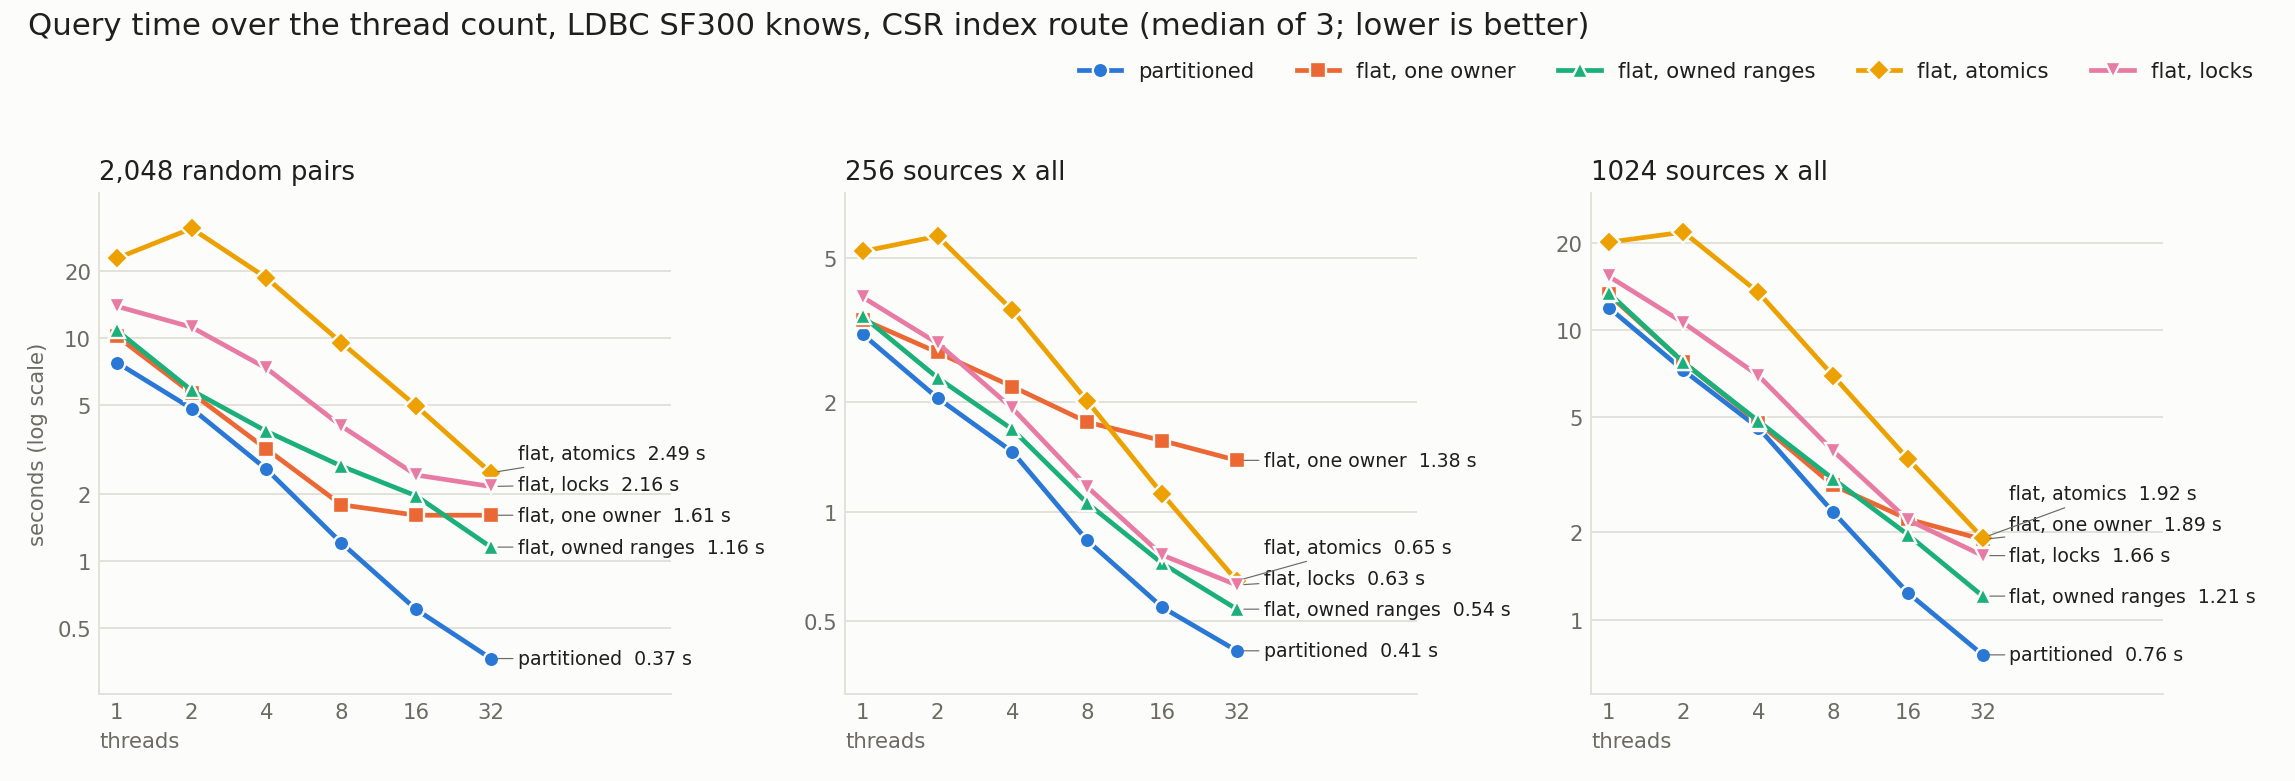 Query time over the thread count, LDBC SF300 knows, CSR index route (median of 3; lower is better)
partitioned flat, one owner flat, owned ranges flat, atomics flat, locks
2,048 random pairs
seconds (log scale)
20
10
5
2
1
0.5
flat, atomics 2.49 s
flat, locks 2.16 s
flat, one owner 1.61 s
flat, owned ranges 1.16 s
partitioned 0.37 s
1 2 4 8 16 32
threads
256 sources x all
5
2
1
0.5
flat, one owner 1.38 s
flat, atomics 0.65 s
flat, locks 0.63 s
flat, owned ranges 0.54 s
partitioned 0.41 s
1 2 4 8 16 32
threads
1024 sources x all
20
10
5
2
1
flat, atomics 1.92 s
flat, one owner 1.89 s
flat, locks 1.66 s
flat, owned ranges 1.21 s
partitioned 0.76 s
1 2 4 8 16 32
threads